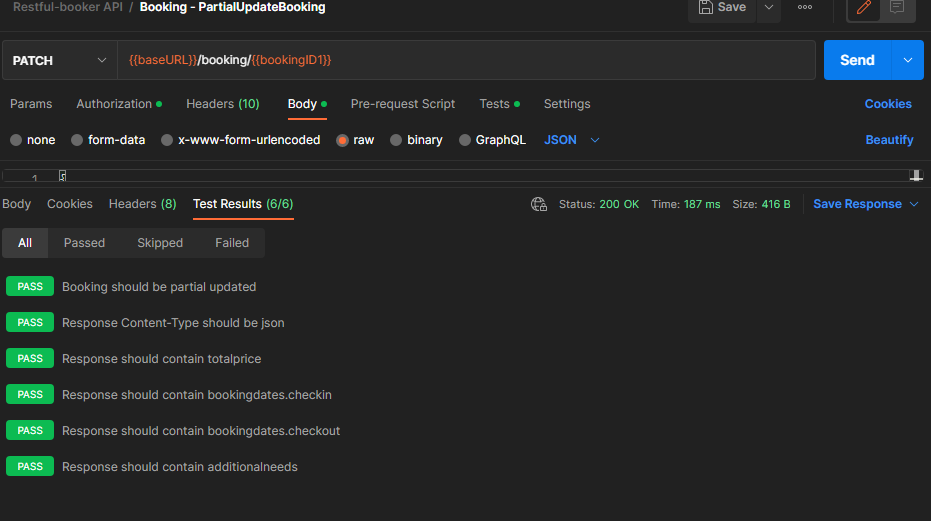 Restful-booker API / Booking - PartialUpdateBooking
Save
PATCH {{baseURL}}/booking/{{bookingID1}} Send
Params Authorization Headers (10) Body Pre-request Script Tests Settings Cookies
none form-data x-www-form-urlencoded raw binary GraphQL JSON Beautify
1 {
Body Cookies Headers (8) Test Results (6/6) Status: 200 OK Time: 187 ms Size: 416 B Save Response
All Passed Skipped Failed
PASS Booking should be partial updated
PASS Response Content-Type should be json
PASS Response should contain totalprice
PASS Response should contain bookingdates.checkin
PASS Response should contain bookingdates.checkout
PASS Response should contain additionalneeds